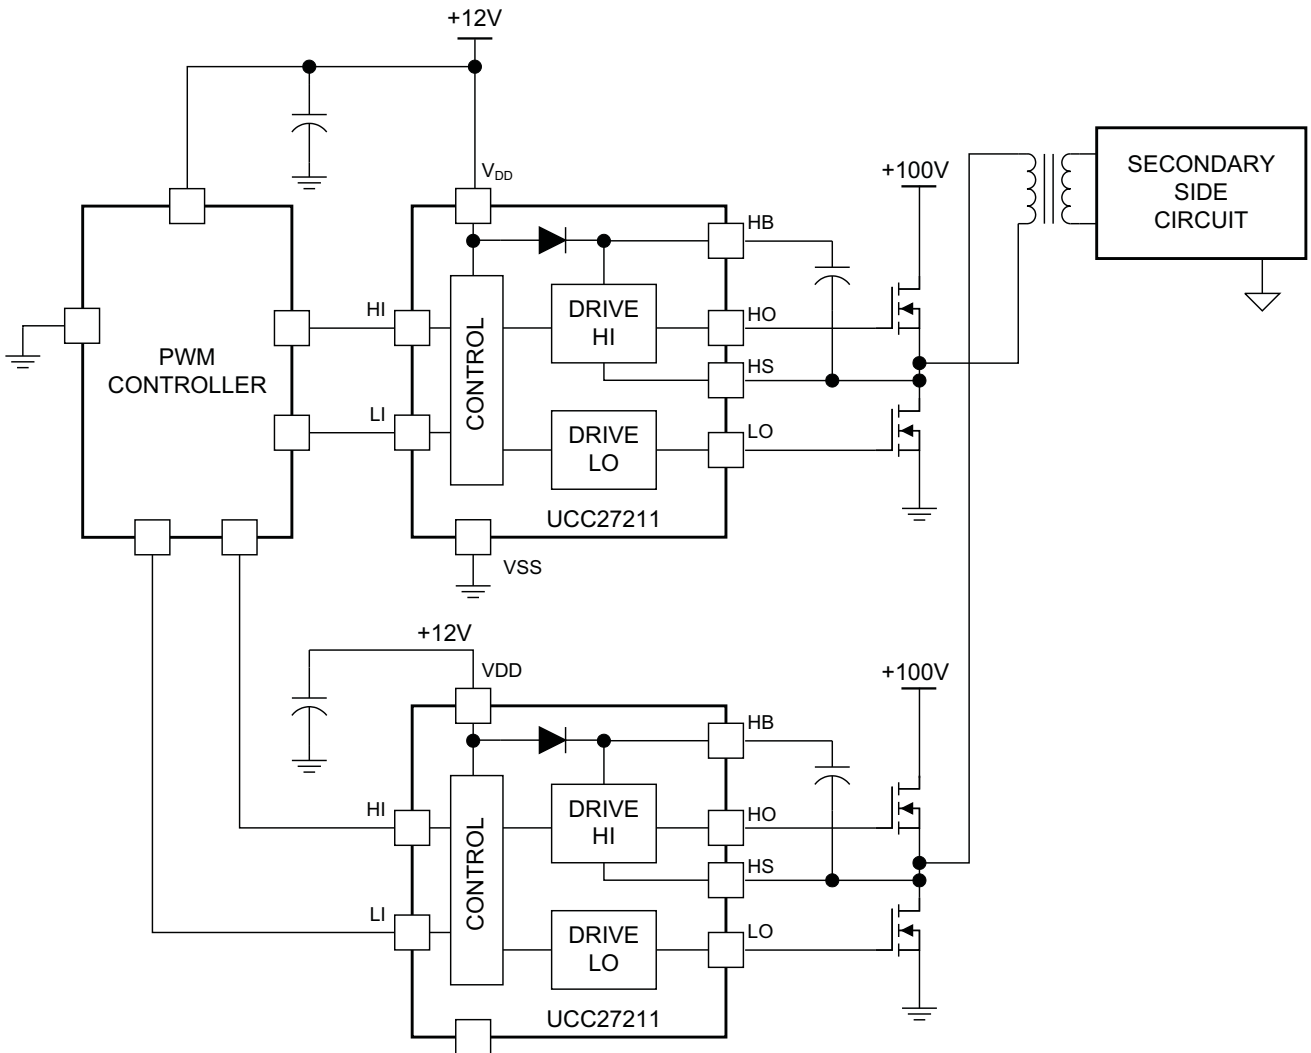 +12V
V_DD
+100V
SECONDARY
SIDE
CIRCUIT
HB
HI
DRIVE
HI
HO
PWM
CONTROLLER
CONTROL
HS
LI
DRIVE
LO
LO
UCC27211
VSS
+12V
VDD
+100V
HB
HI
DRIVE
HI
HO
CONTROL
HS
LI
DRIVE
LO
LO
UCC27211